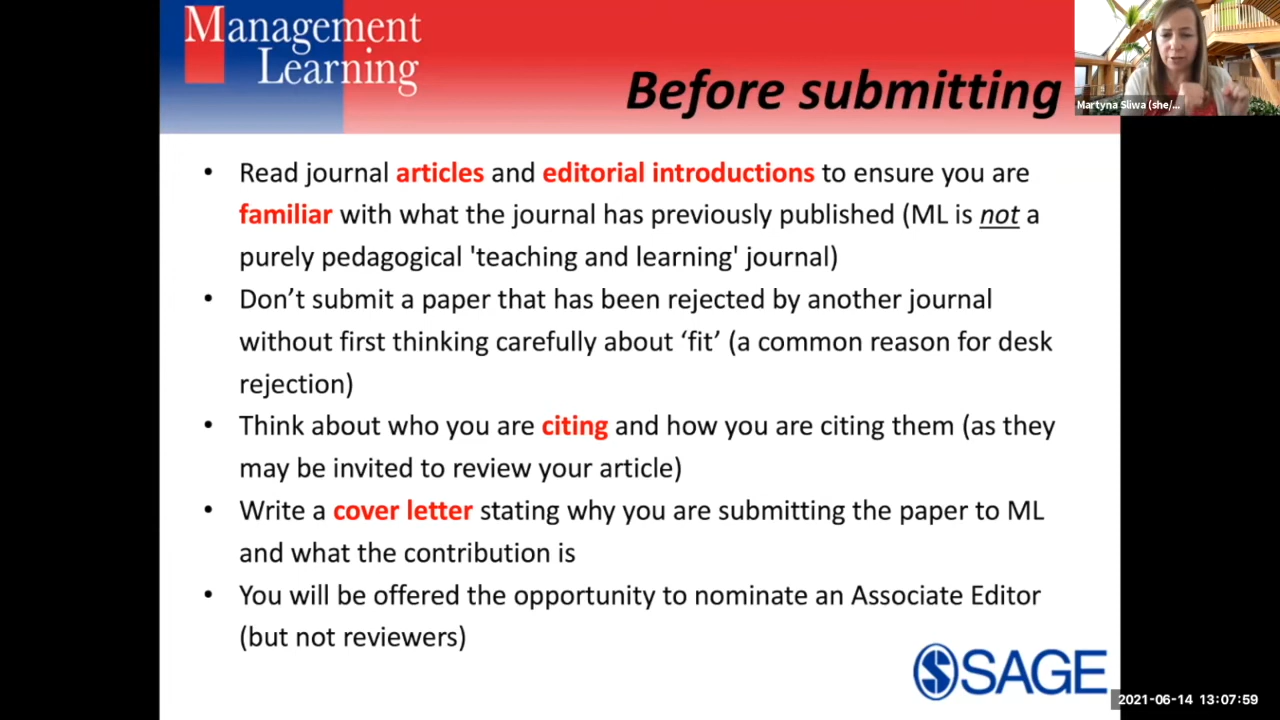 Management
Learning
Before submitting
Martyna Sliwa (she/...
• Read journal articles and editorial introductions to ensure you are
familiar with what the journal has previously published (ML is not a
purely pedagogical 'teaching and learning' journal)
• Don’t submit a paper that has been rejected by another journal
without first thinking carefully about ‘fit’ (a common reason for desk
rejection)
• Think about who you are citing and how you are citing them (as they
may be invited to review your article)
• Write a cover letter stating why you are submitting the paper to ML
and what the contribution is
• You will be offered the opportunity to nominate an Associate Editor
(but not reviewers)
SAGE
2021-06-14 13:07:59